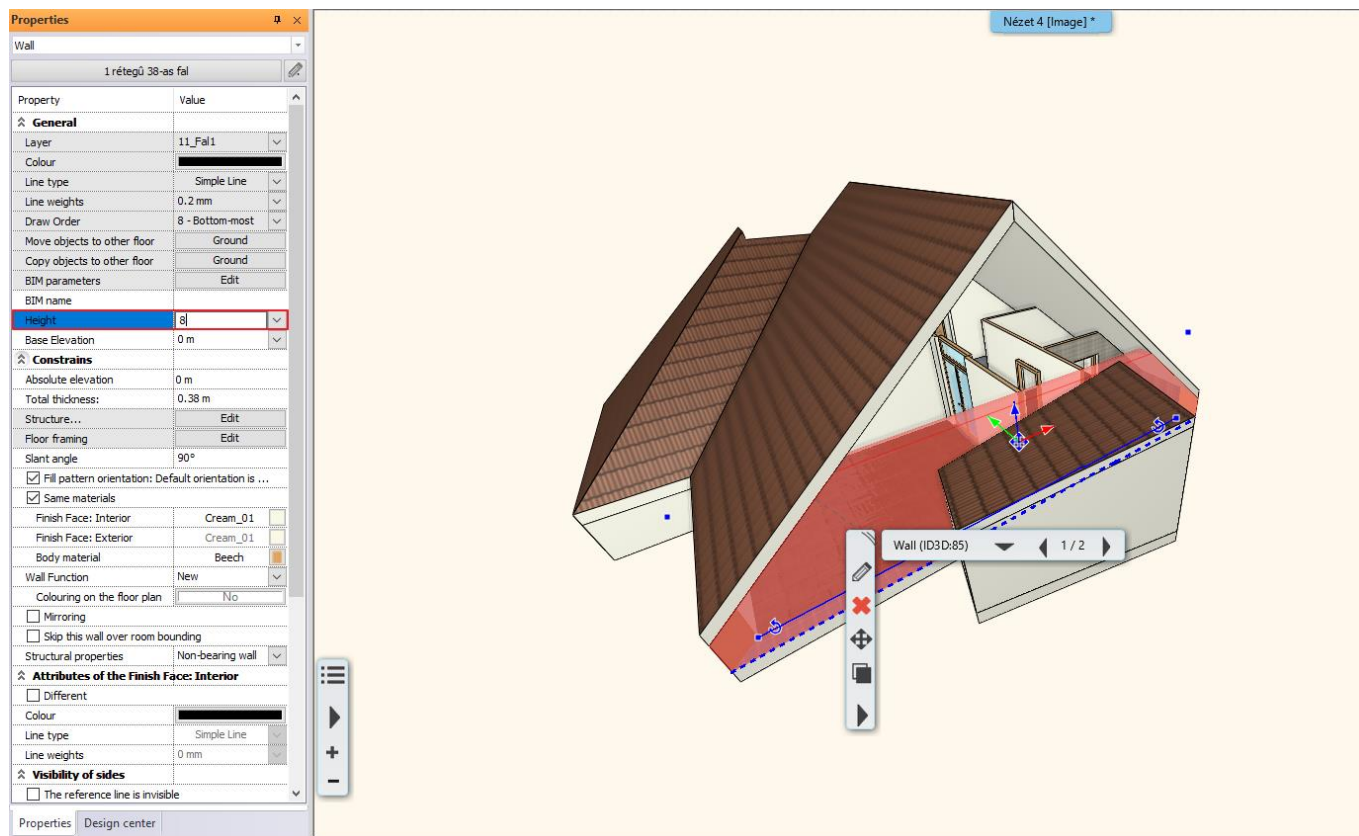 Properties
Wall
1 rétegű 38-as fal
Property Value
General
Layer 11_Fal1
Colour
Line type Simple Line
Line weights 0.2 mm
Draw Order 8 - Bottom-most
Move objects to other floor Ground
Copy objects to other floor Ground
BIM parameters Edit
BIM name
Height 8
Base Elevation 0 m
Constrains
Absolute elevation 0 m
Total thickness: 0.38 m
Structure... Edit
Floor framing Edit
Slant angle 90°
Fill pattern orientation: Default orientation is ...
Same materials
Finish Face: Interior Cream_01
Finish Face: Exterior Cream_01
Body material Beech
Wall Function New
Colouring on the floor plan No
Mirroring
Skip this wall over room bounding
Structural properties Non-bearing wall
Attributes of the Finish Face: Interior
Different
Colour
Line type Simple Line
Line weights 0 mm
Visibility of sides
The reference line is invisible
Properties Design center
Nézet 4 [Image] *
Wall (ID3D:85) 1 / 2